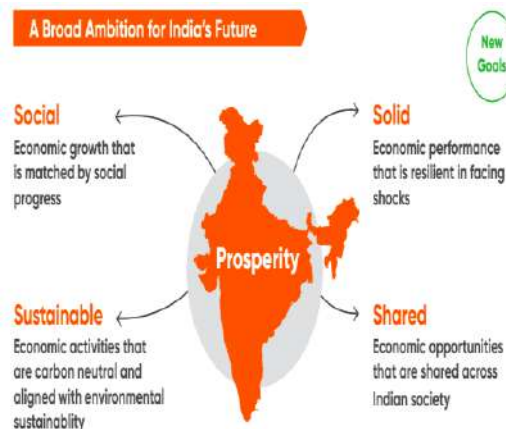 A Broad Ambition for India's Future
New
Goals
Social
Economic growth that
is matched by social
progress
Solid
Economic performance
that is resilient in facing
shocks
Prosperity
Sustainable
Economic activities that
are carbon neutral and
aligned with environmental
sustainablity
Shared
Economic opportunities
that are shared across
Indian society